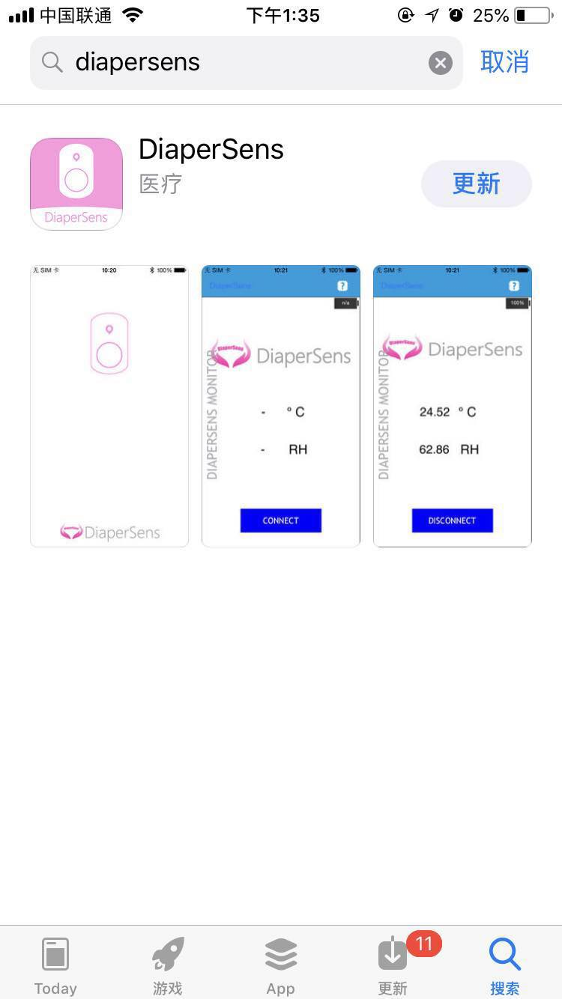 中国联通 下午1:35 25%
diapersens 取消
DiaperSens
医疗
更新
DiaperSens
无 SIM 卡 10:20 100%
DiaperSens
无 SIM 卡 10:21 100%
DiaperSens ?
n/a
DiaperSens
DiaperSens
DIAPERSENS MONITOR
- ° C
- RH
CONNECT
无 SIM 卡 10:21 100%
DiaperSens ?
100%
DiaperSens
DiaperSens
DIAPERSENS MONITOR
24.52 ° C
62.86 RH
DISCONNECT
11
Today 游戏 App 更新 搜索